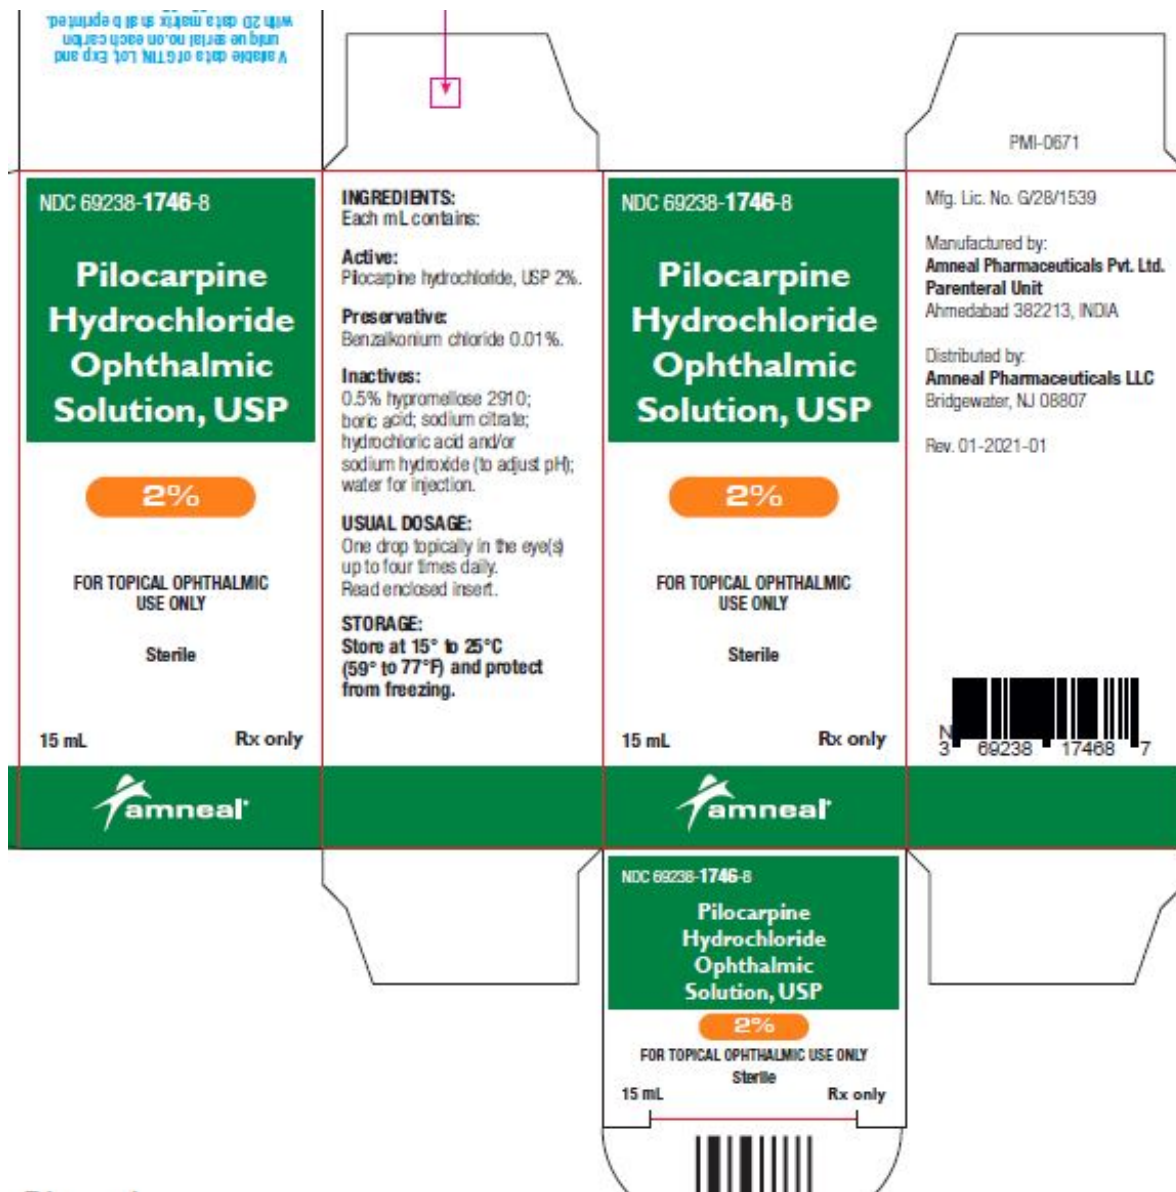 Variable data of GTIN, Lot, Exp and
unique serial no. on each carton
with 2D data matrix shall be printed.
PMI-0671
NDC 69238-1746-8
Pilocarpine
Hydrochloride
Ophthalmic
Solution, USP
2%
FOR TOPICAL OPHTHALMIC
USE ONLY
Sterile
15 mL Rx only
amneal®
INGREDIENTS:
Each mL contains:
Active:
Pilocarpine hydrochloride, USP 2%.
Preservative:
Benzalkonium chloride 0.01%.
Inactives:
0.5% hypromellose 2910;
boric acid; sodium citrate;
hydrochloric acid and/or
sodium hydroxide (to adjust pH);
water for injection.
USUAL DOSAGE:
One drop topically in the eye(s)
up to four times daily.
Read enclosed insert.
STORAGE:
Store at 15° to 25°C
(59° to 77°F) and protect
from freezing.
NDC 69238-1746-8
Pilocarpine
Hydrochloride
Ophthalmic
Solution, USP
2%
FOR TOPICAL OPHTHALMIC
USE ONLY
Sterile
15 mL Rx only
amneal®
Mfg. Lic. No. G/28/1539
Manufactured by:
Amneal Pharmaceuticals Pvt. Ltd.
Parenteral Unit
Ahmedabad 382213, INDIA
Distributed by:
Amneal Pharmaceuticals LLC
Bridgewater, NJ 08807
Rev. 01-2021-01
N
3 69238 17468 7
NDC 69238-1746-8
Pilocarpine
Hydrochloride
Ophthalmic
Solution, USP
2%
FOR TOPICAL OPHTHALMIC USE ONLY
Sterile
15 mL Rx only